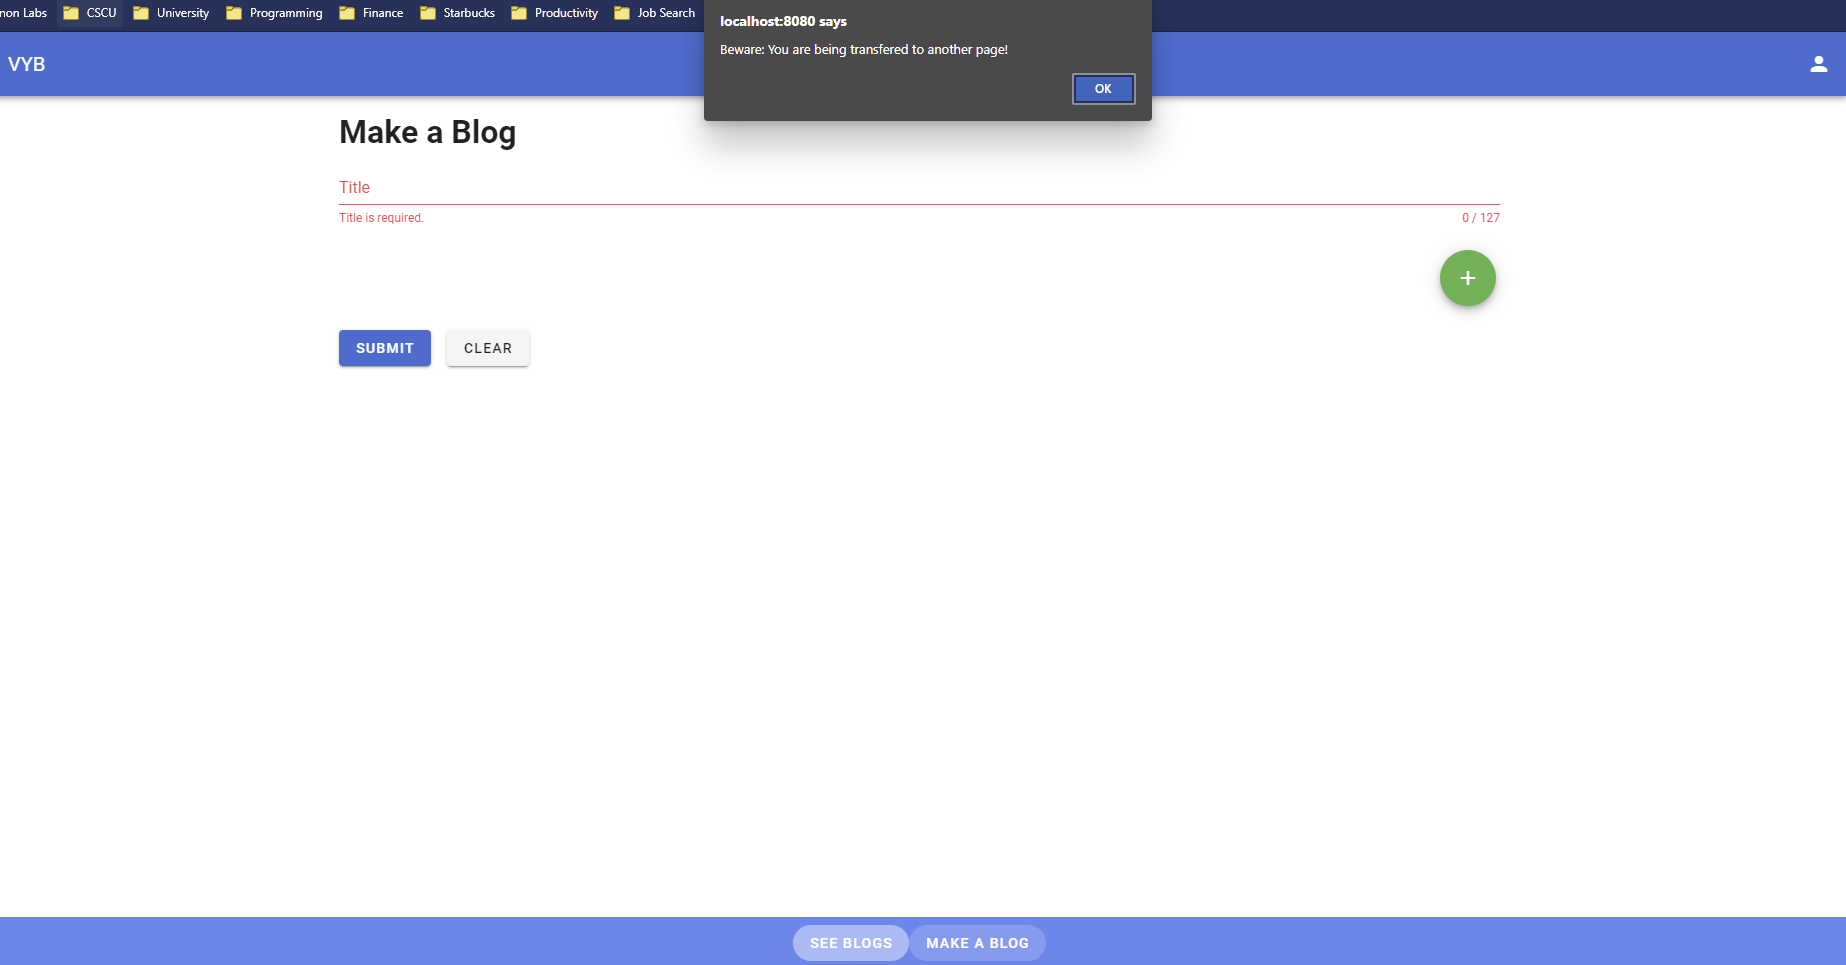 non Labs CSCU University Programming Finance Starbucks Productivity Job Search
localhost:8080 says
Beware: You are being transfered to another page!
OK
VYB
Make a Blog
Title
Title is required. 0 / 127
+
SUBMIT CLEAR
SEE BLOGS MAKE A BLOG